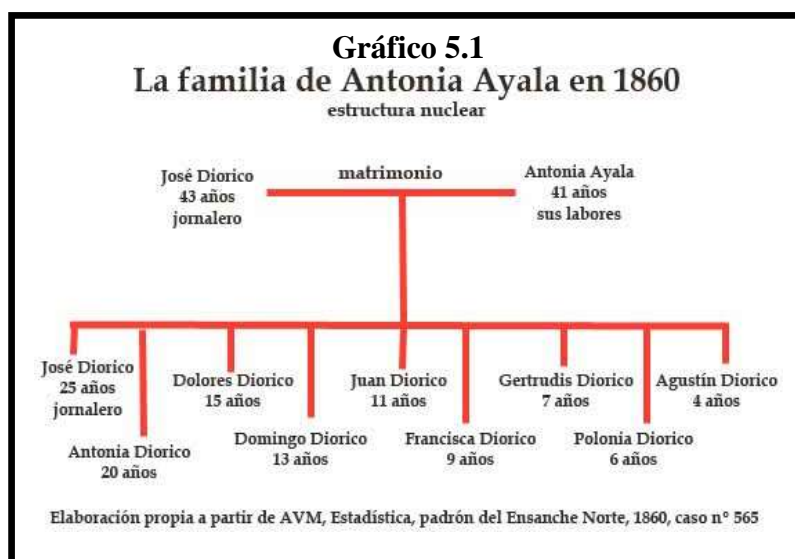 Gráfico 5.1
La familia de Antonia Ayala en 1860
estructura nuclear
José Diorico
43 años
jornalero
matrimonio
Antonia Ayala
41 años
sus labores
José Diorico
25 años
jornalero
Antonia Diorico
20 años
Dolores Diorico
15 años
Domingo Diorico
13 años
Juan Diorico
11 años
Francisca Diorico
9 años
Gertrudis Diorico
7 años
Polonia Diorico
6 años
Agustín Diorico
4 años
Elaboración propia a partir de AVM, Estadística, padrón del Ensanche Norte, 1860, caso nº 565